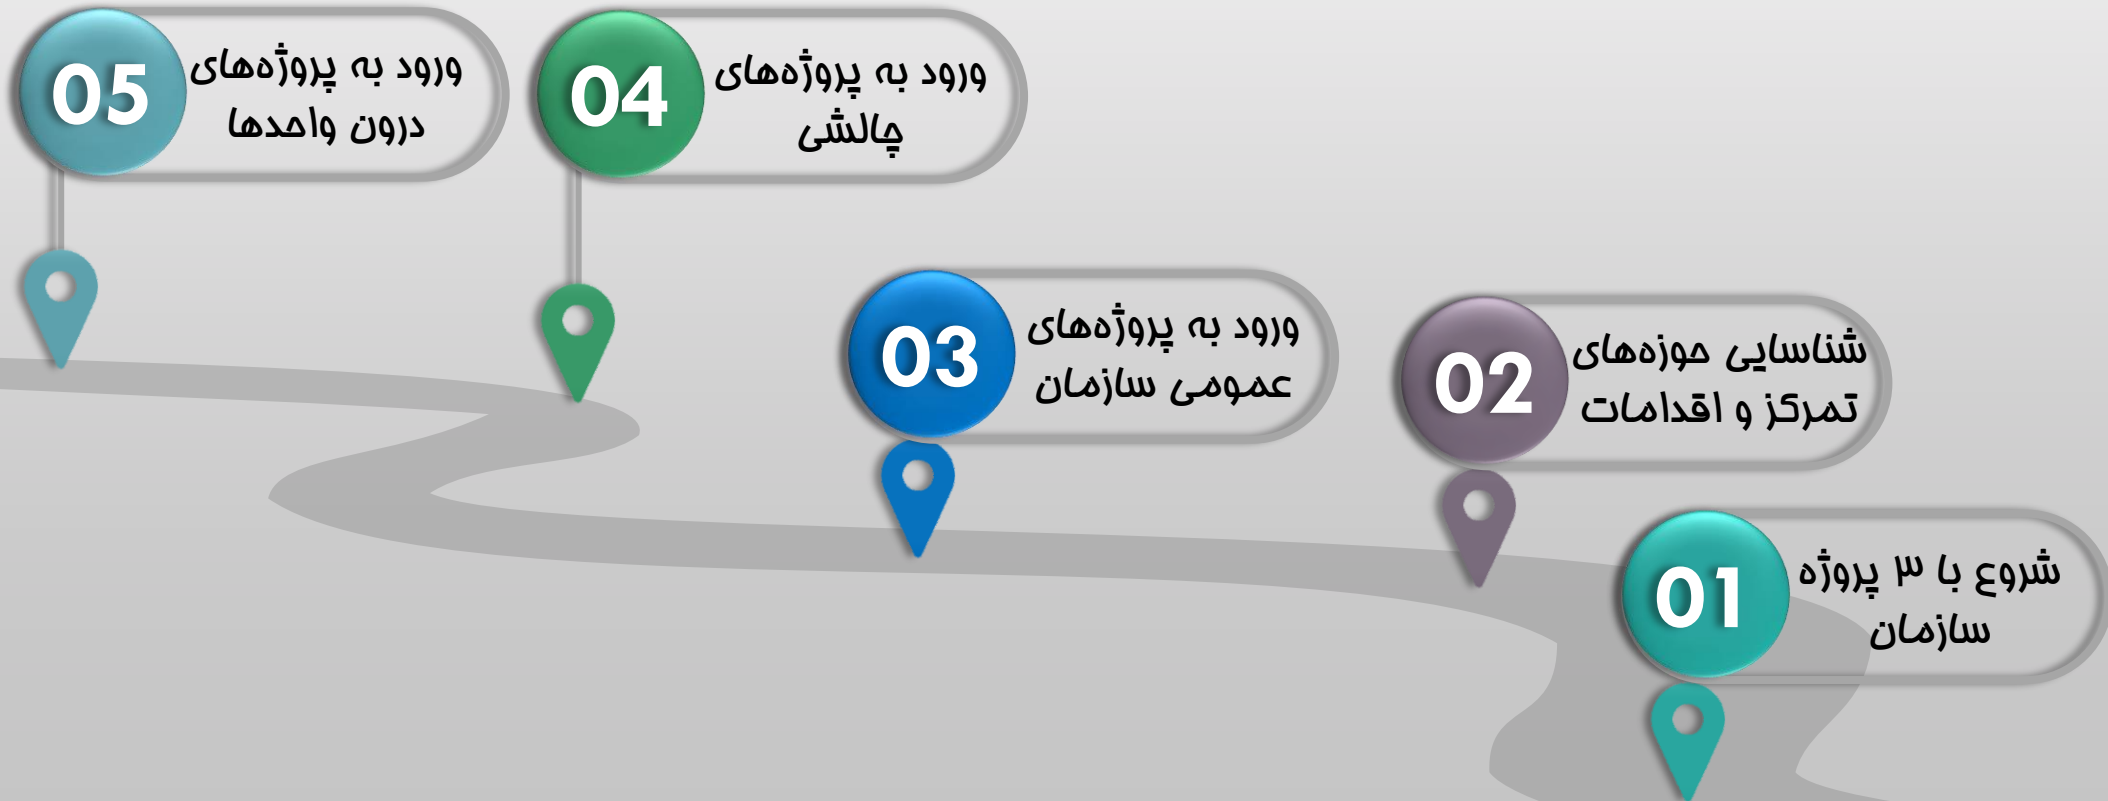 05
ورود به پروژه‌های
درون واحدها
04
ورود به پروژه‌های
چالشی
03
ورود به پروژه‌های
عمومی سازمان
02
شناسایی حوزه‌های
تمرکز و اقدامات
01
شروع با ۳ پروژه
سازمان